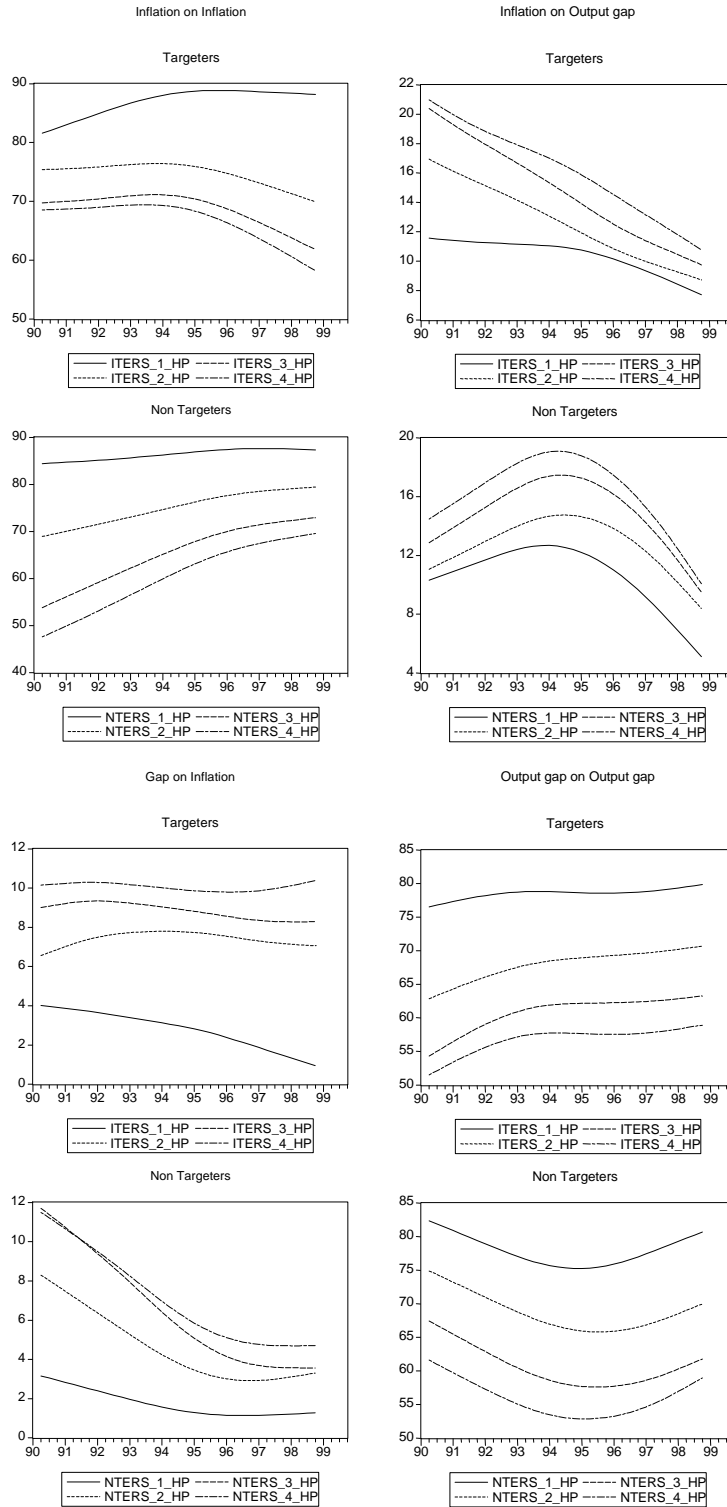 Inflation on Inflation
Targeters
90
80
70
60
50
90 91 92 93 94 95 96 97 98 99
ITERS_1_HP ITERS_3_HP
ITERS_2_HP ITERS_4_HP
Inflation on Output gap
Targeters
22
20
18
16
14
12
10
8
6
90 91 92 93 94 95 96 97 98 99
ITERS_1_HP ITERS_3_HP
ITERS_2_HP ITERS_4_HP
Non Targeters
90
80
70
60
50
40
90 91 92 93 94 95 96 97 98 99
NTERS_1_HP NTERS_3_HP
NTERS_2_HP NTERS_4_HP
Non Targeters
20
16
12
8
4
90 91 92 93 94 95 96 97 98 99
NTERS_1_HP NTERS_3_HP
NTERS_2_HP NTERS_4_HP
Gap on Inflation
Targeters
12
10
8
6
4
2
0
90 91 92 93 94 95 96 97 98 99
ITERS_1_HP ITERS_3_HP
ITERS_2_HP ITERS_4_HP
Output gap on Output gap
Targeters
85
80
75
70
65
60
55
50
90 91 92 93 94 95 96 97 98 99
ITERS_1_HP ITERS_3_HP
ITERS_2_HP ITERS_4_HP
Non Targeters
12
10
8
6
4
2
0
90 91 92 93 94 95 96 97 98 99
NTERS_1_HP NTERS_3_HP
NTERS_2_HP NTERS_4_HP
Non Targeters
85
80
75
70
65
60
55
50
90 91 92 93 94 95 96 97 98 99
NTERS_1_HP NTERS_3_HP
NTERS_2_HP NTERS_4_HP